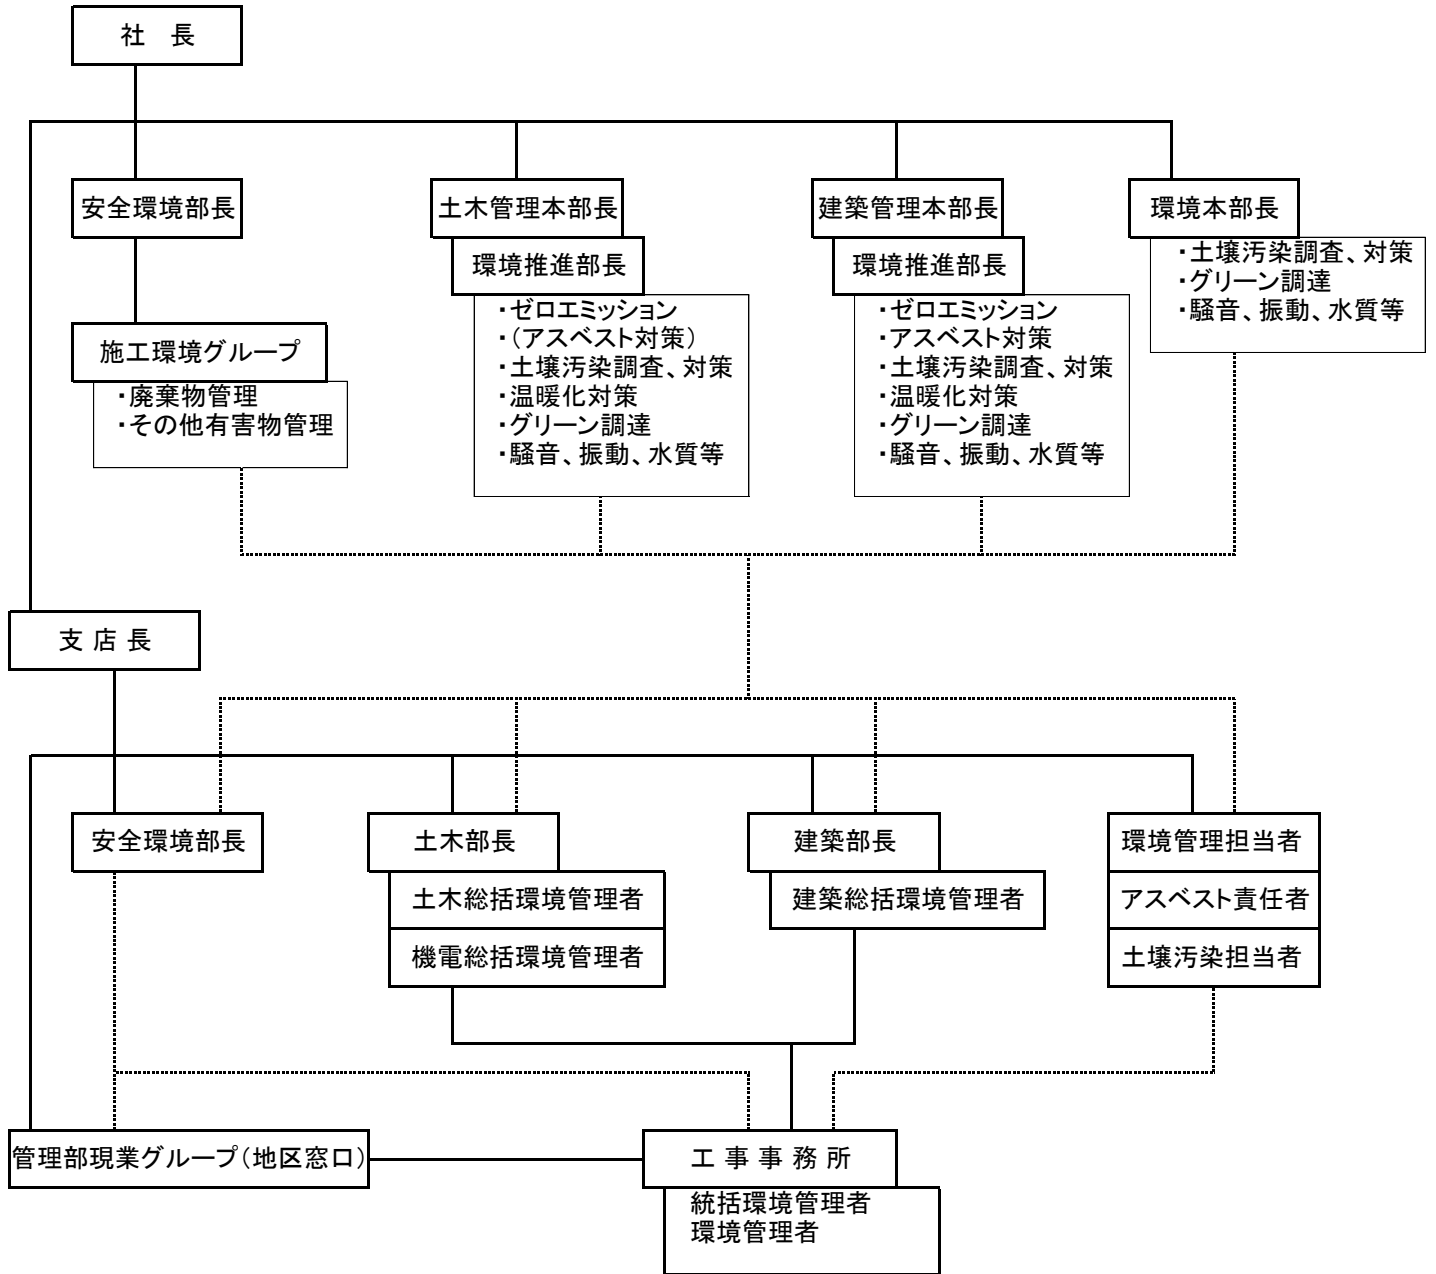 社　長
安全環境部長
土木管理本部長
建築管理本部長
環境本部長
環境推進部長
環境推進部長
・土壌汚染調査、対策
・グリーン調達
・騒音、振動、水質等
施工環境グループ
・廃棄物管理
・その他有害物管理
・ゼロエミッション
・(アスベスト対策)
・土壌汚染調査、対策
・温暖化対策
・グリーン調達
・騒音、振動、水質等
・ゼロエミッション
・アスベスト対策
・土壌汚染調査、対策
・温暖化対策
・グリーン調達
・騒音、振動、水質等
支 店 長
安全環境部長
土木部長
土木総括環境管理者
機電総括環境管理者
建築部長
建築総括環境管理者
環境管理担当者
アスベスト責任者
土壌汚染担当者
管理部現業グループ(地区窓口)
工 事 事 務 所
統括環境管理者
環境管理者